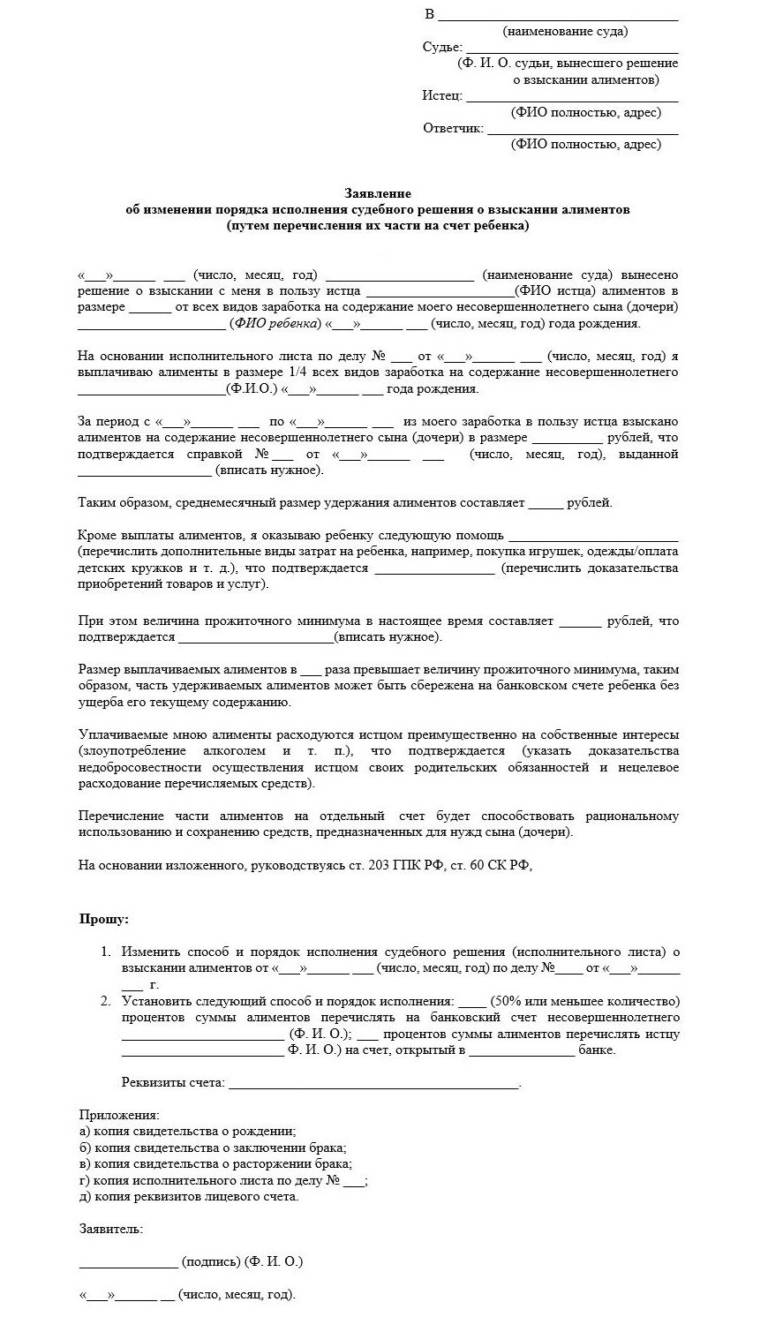 В ___________________________________
(наименование суда)
Судье: ______________________________
(Ф. И. О. судьи, вынесшего решение
о взыскании алиментов)
Истец: ______________________________
(ФИО полностью, адрес)
Ответчик: ___________________________
(ФИО полностью, адрес)
Заявление
об изменении порядка исполнения судебного решения о взыскании алиментов
(путем перечисления их части на счет ребенка)
«___»______ ___ (число, месяц, год) _____________________ (наименование суда) вынесено
решение о взыскании с меня в пользу истца _____________________(ФИО истца) алиментов в
размере ______ от всех видов заработка на содержание моего несовершеннолетнего сына (дочери)
_____________________ (ФИО ребенка) «___»______ ___ (число, месяц, год) года рождения.
На основании исполнительного листа по делу № ___ от «___»______ ___ (число, месяц, год) я
выплачиваю алименты в размере 1/4 всех видов заработка на содержание несовершеннолетнего
_____________________(Ф.И.О.) «___»______ ___ года рождения.
За период с «___»______ ___ по «___»______ ___ из моего заработка в пользу истца взыскано
алиментов на содержание несовершеннолетнего сына (дочери) в размере __________ рублей, что
подтверждается справкой №___ от «___»______ ___ (число, месяц, год), выданной
___________________ (вписать нужное).
Таким образом, среднемесячный размер удержания алиментов составляет _____ рублей.
Кроме выплаты алиментов, я оказываю ребенку следующую помощь ________________________
(перечислить дополнительные виды затрат на ребенка, например, покупка игрушек, одежды/оплата
детских кружков и т. д.), что подтверждается _________________ (перечислить доказательства
приобретений товаров и услуг).
При этом величина прожиточного минимума в настоящее время составляет ______ рублей, что
подтверждается ______________________(вписать нужное).
Размер выплачиваемых алиментов в ___ раза превышает величину прожиточного минимума, таким
образом, часть удерживаемых алиментов может быть сбережена на банковском счете ребенка без
ущерба его текущему содержанию.
Уплачиваемые мною алименты расходуются истцом преимущественно на собственные интересы
(злоупотребление алкоголем и т. п.), что подтверждается (указать доказательства
недобросовестности осуществления истцом своих родительских обязанностей и нецелевое
расходование перечисляемых средств).
Перечисление части алиментов на отдельный счет будет способствовать рациональному
использованию и сохранению средств, предназначенных для нужд сына (дочери).
На основании изложенного, руководствуясь ст. 203 ГПК РФ, ст. 60 СК РФ,
Прошу:
1. Изменить способ и порядок исполнения судебного решения (исполнительного листа) о
взыскании алиментов от «___»______ ___ (число, месяц, год) по делу №____ от «___»______
___ г.
2. Установить следующий способ и порядок исполнения: ____ (50% или меньшее количество)
процентов суммы алиментов перечислять на банковский счет несовершеннолетнего
_______________________ (Ф. И. О.); ___ процентов суммы алиментов перечислять истцу
_______________________ Ф. И. О.) на счет, открытый в _______________ банке.
Реквизиты счета: _________________________________________.
Приложения:
а) копия свидетельства о рождении;
б) копия свидетельства о заключении брака;
в) копия свидетельства о расторжении брака;
г) копия исполнительного листа по делу № ___;
д) копия реквизитов лицевого счета.
Заявитель:
______________ (подпись) (Ф. И. О.)
«___»______ __ (число, месяц, год).